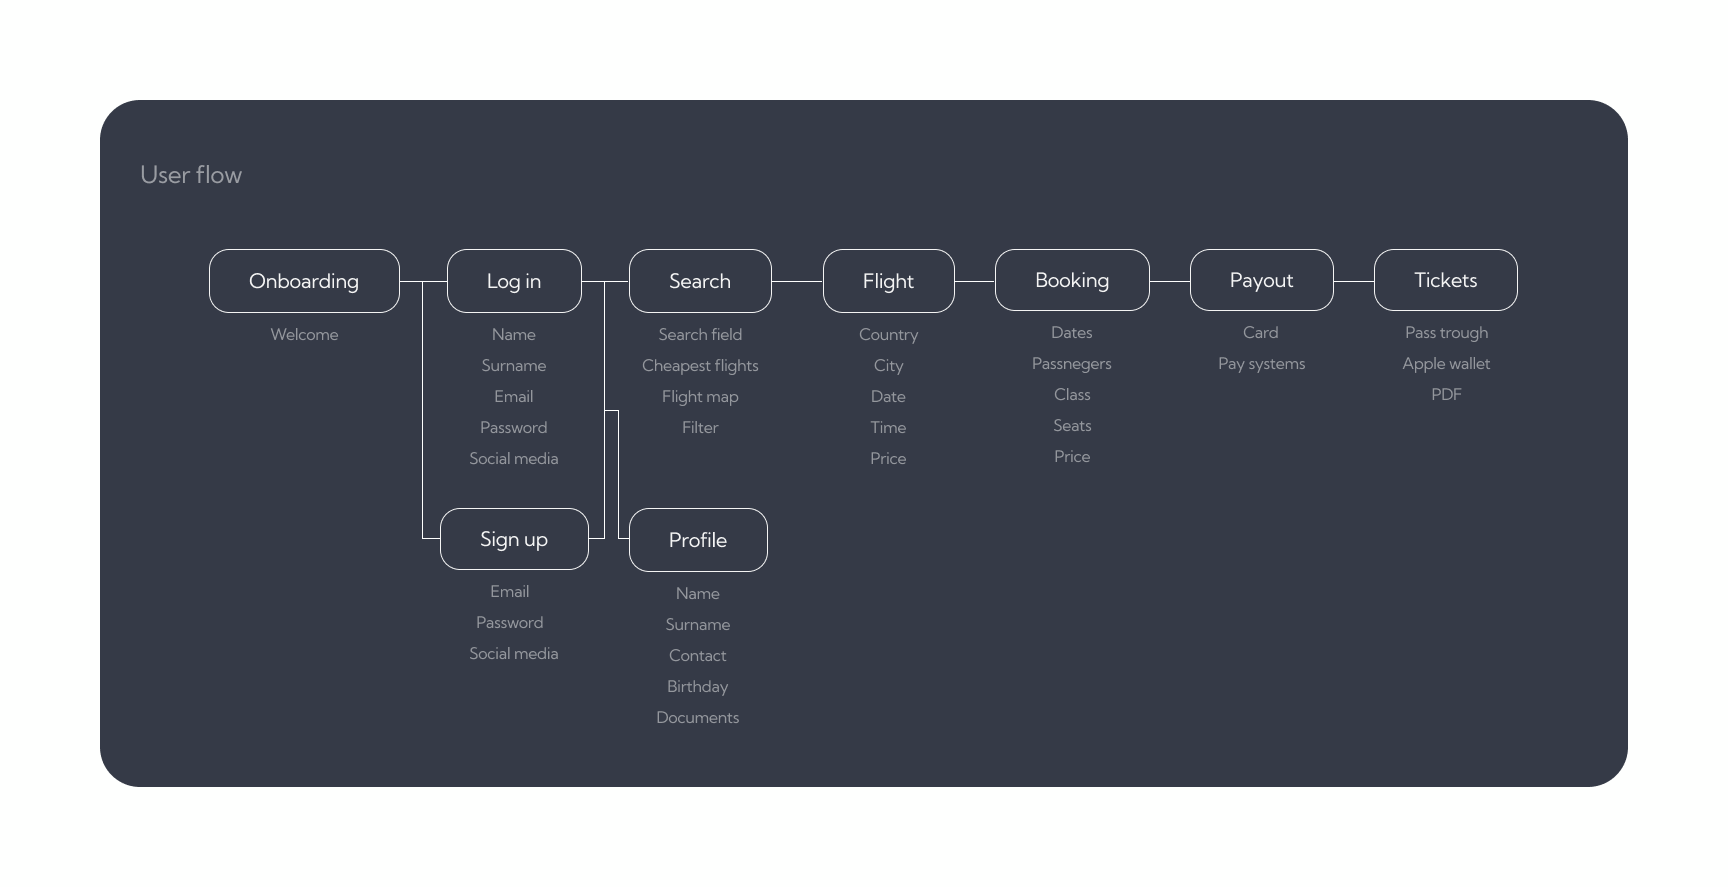 User flow
Onboarding
Welcome
Log in
Name
Surname
Email
Password
Social media
Sign up
Email
Password
Social media
Search
Search field
Cheapest flights
Flight map
Filter
Profile
Name
Surname
Contact
Birthday
Documents
Flight
Country
City
Date
Time
Price
Booking
Dates
Passnegers
Class
Seats
Price
Payout
Card
Pay systems
Tickets
Pass trough
Apple wallet
PDF